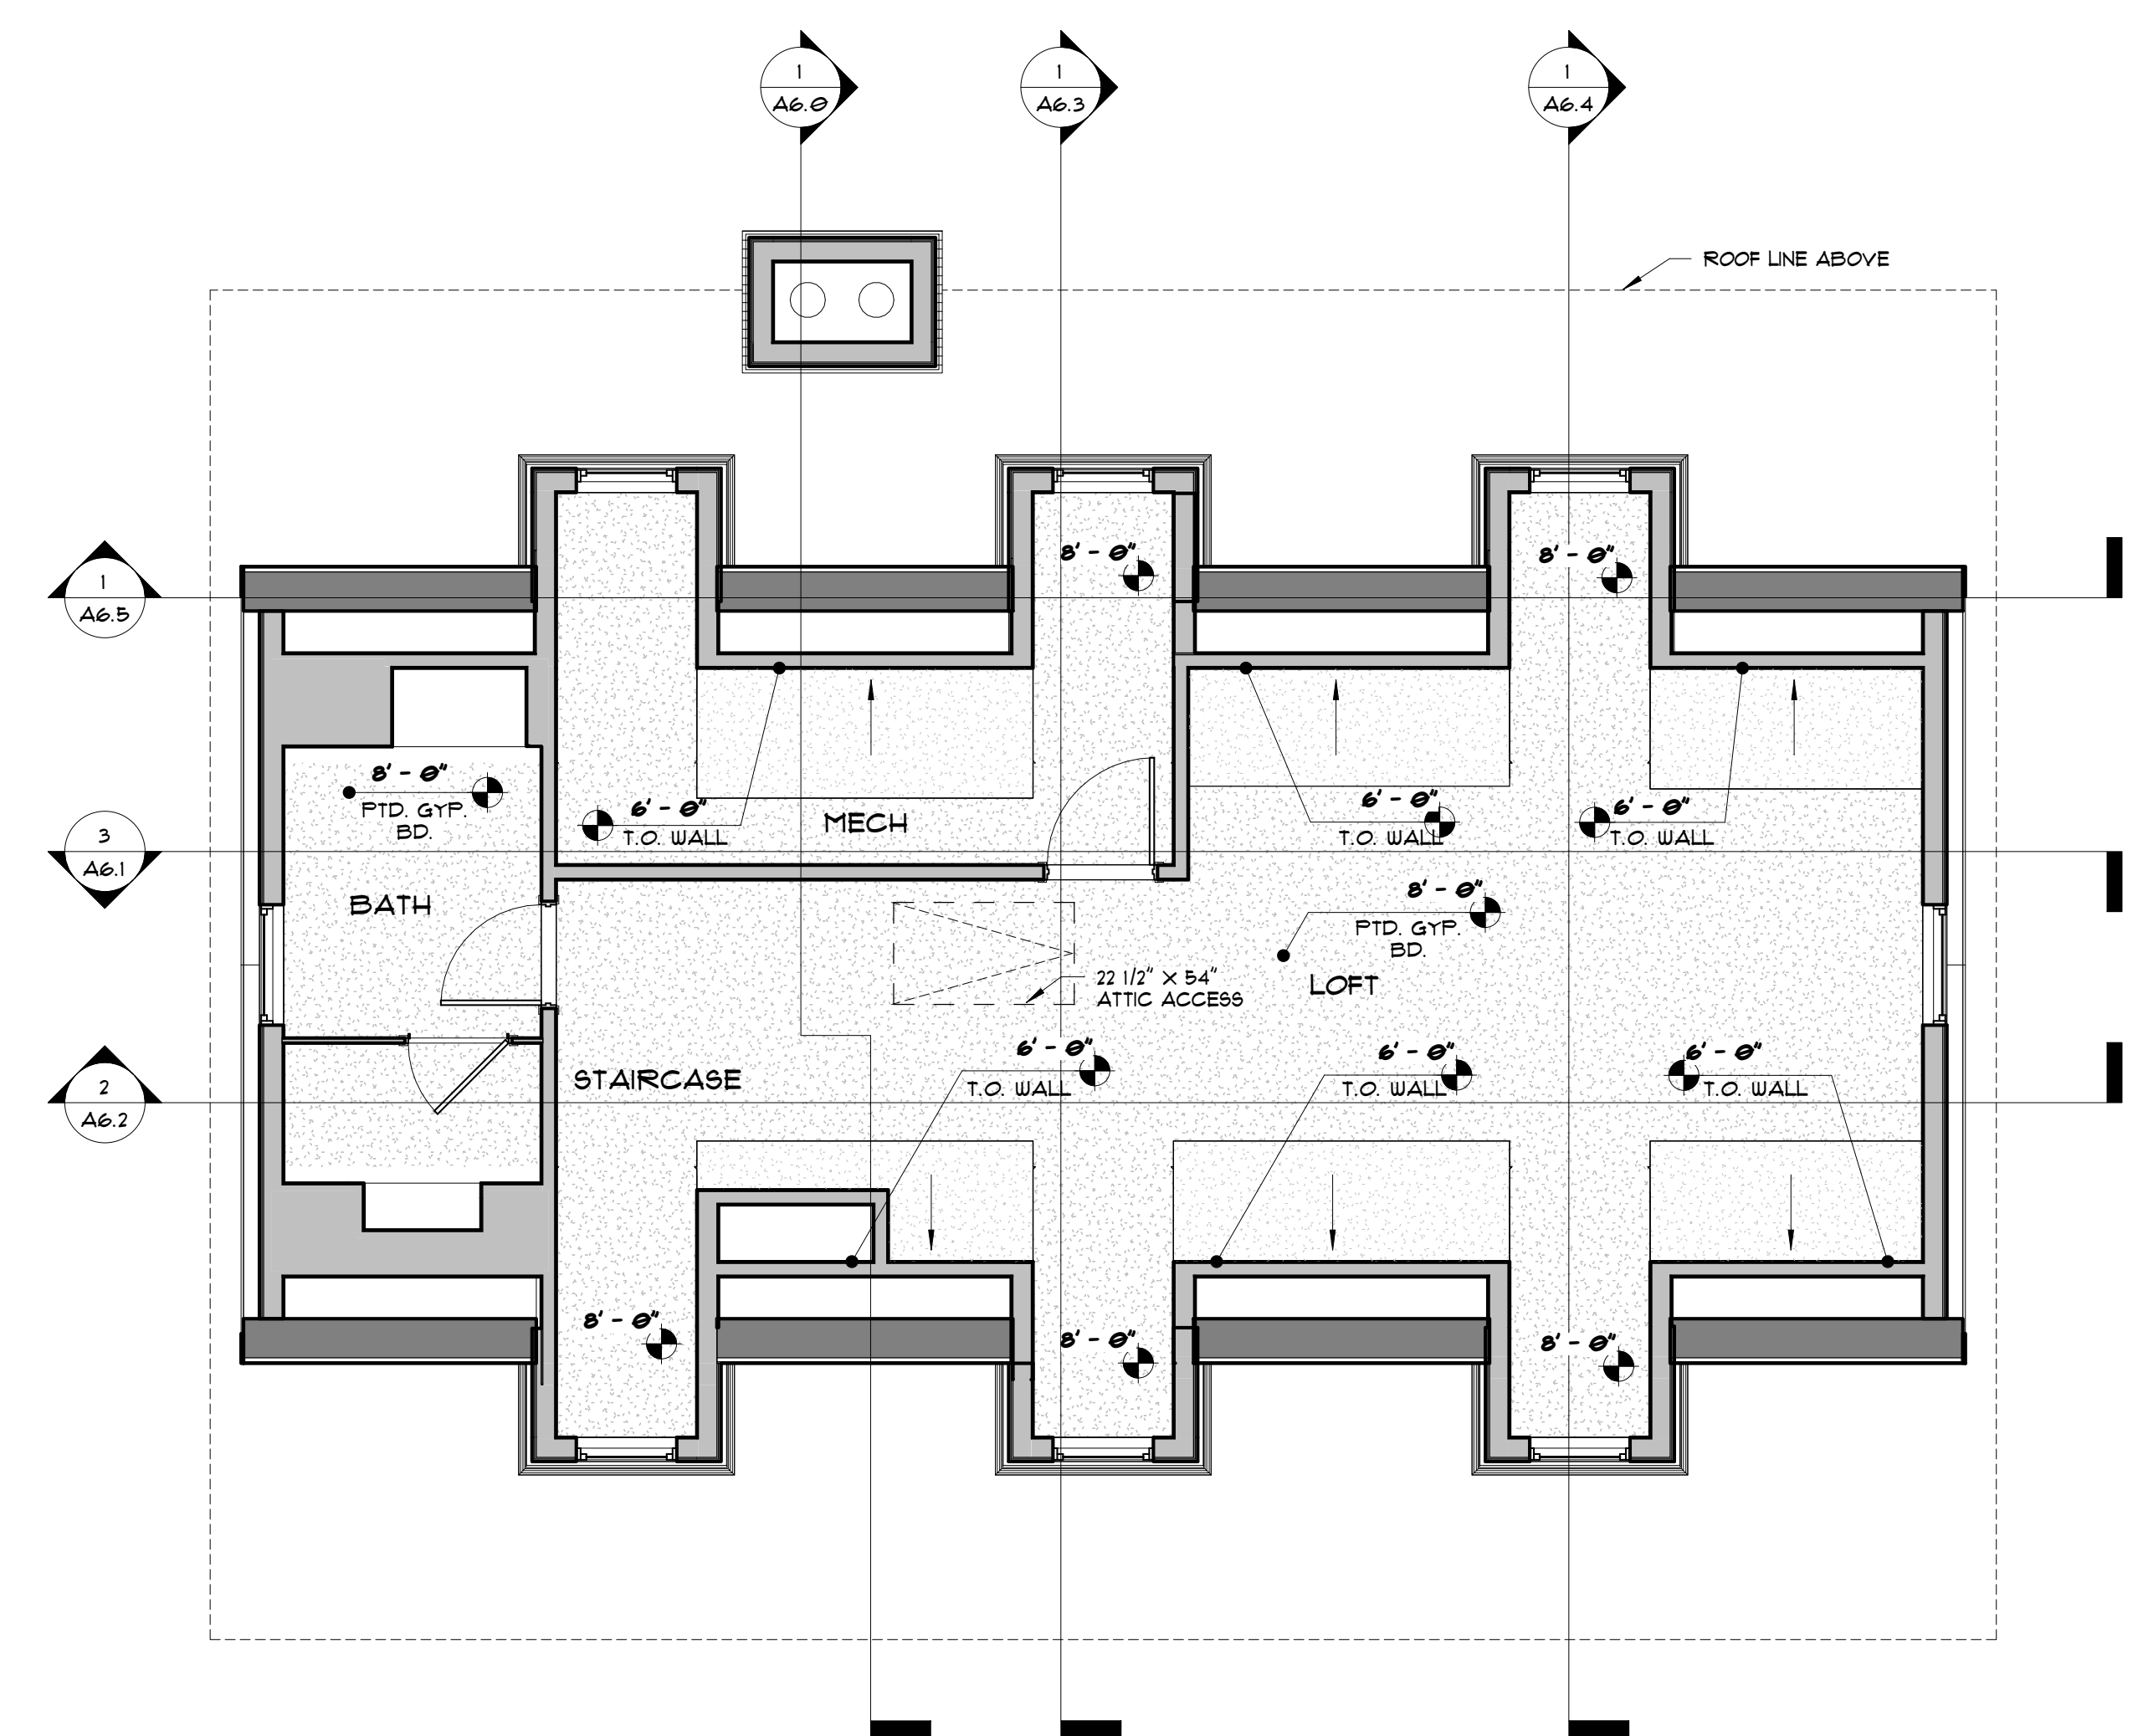 1
A6.0
1
A6.3
1
A6.4
ROOF LINE ABOVE
8' - 0"
8' - 0"
1
A6.5
8' - 0"
PTD. GYP.
BD.
6' - 0"
T.O. WALL
MECH
6' - 0"
T.O. WALL
6' - 0"
T.O. WALL
3
A6.1
BATH
8' - 0"
PTD. GYP.
BD.
22 1/2" X 54"
ATTIC ACCESS
LOFT
6' - 0"
T.O. WALL
6' - 0"
T.O. WALL
6' - 0"
T.O. WALL
STAIRCASE
2
A6.2
8' - 0"
8' - 0"
8' - 0"